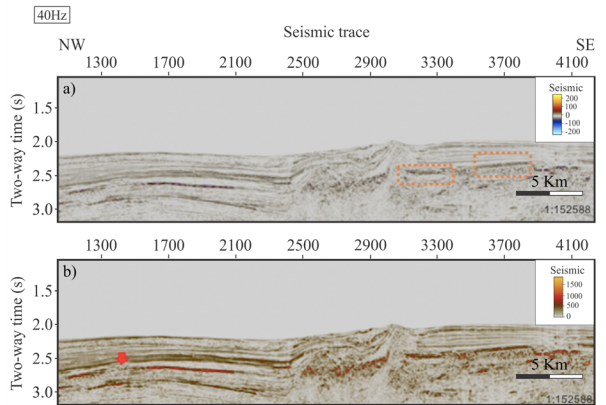 40Hz
Seismic trace
NW SE
1300 1700 2100 2500 2900 3300 3700 4100
a)
Two-way time (s)
1.5
2.0
2.5
3.0
Seismic
200
100
0
-100
-200
5 Km
1:152588
1300 1700 2100 2500 2900 3300 3700 4100
b)
Two-way time (s)
1.5
2.0
2.5
3.0
Seismic
1500
1000
500
0
5 Km
1:152588